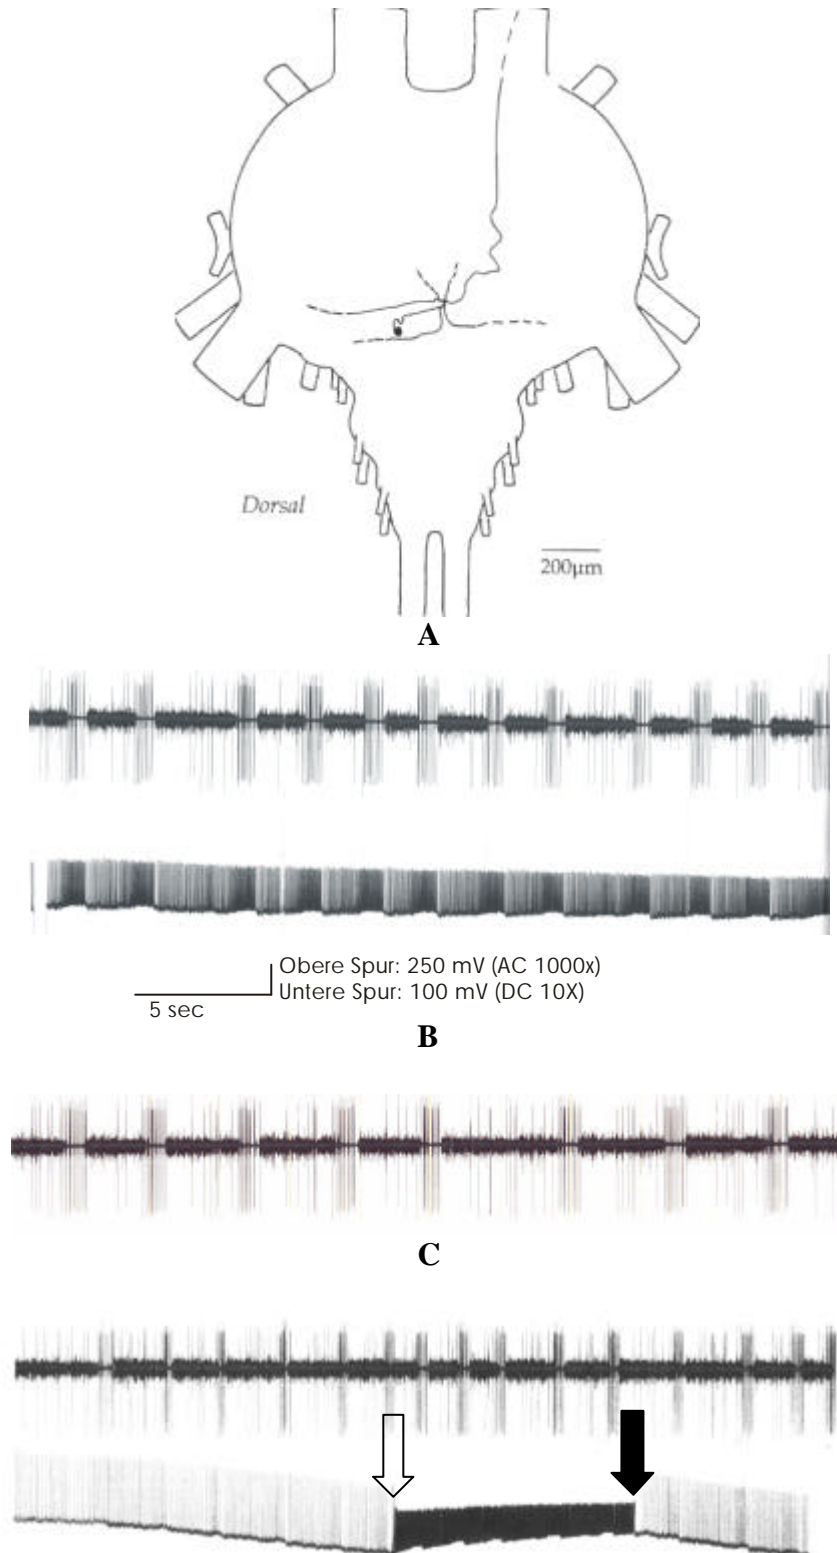 Dorsal
200µm
A
Obere Spur: 250 mV (AC 1000x)
Untere Spur: 100 mV (DC 10X)
5 sec
B
C